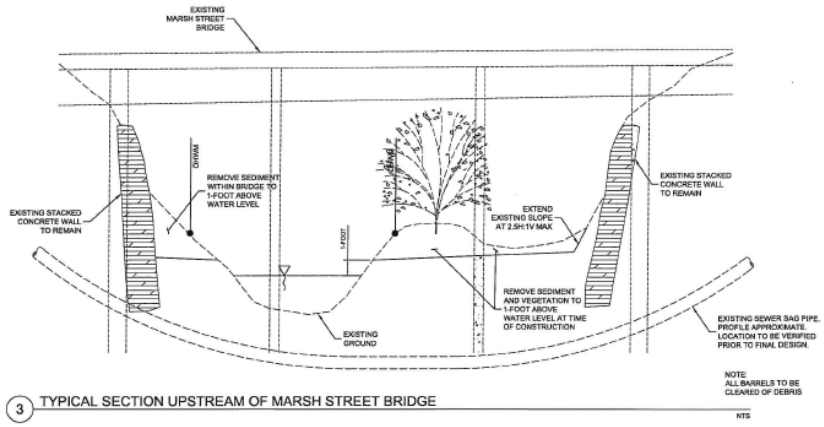 EXISTING
MARSH STREET
BRIDGE
OHWM
REMOVE SEDIMENT
WITHIN BRIDGE TO
1-FOOT ABOVE
WATER LEVEL
EXISTING STACKED
CONCRETE WALL
TO REMAIN
1-FOOT
EXTEND
EXISTING SLOPE
AT 2.5H:1V MAX
EXISTING STACKED
CONCRETE WALL
TO REMAIN
REMOVE SEDIMENT
AND VEGETATION TO
1-FOOT ABOVE
WATER LEVEL AT TIME
OF CONSTRUCTION
EXISTING
GROUND
EXISTING SEWER SAG PIPE.
PROFILE APPROXIMATE.
LOCATION TO BE VERIFIED
PRIOR TO FINAL DESIGN.
NOTE:
ALL BARRELS TO BE
CLEARED OF DEBRIS
3 TYPICAL SECTION UPSTREAM OF MARSH STREET BRIDGE
NTS